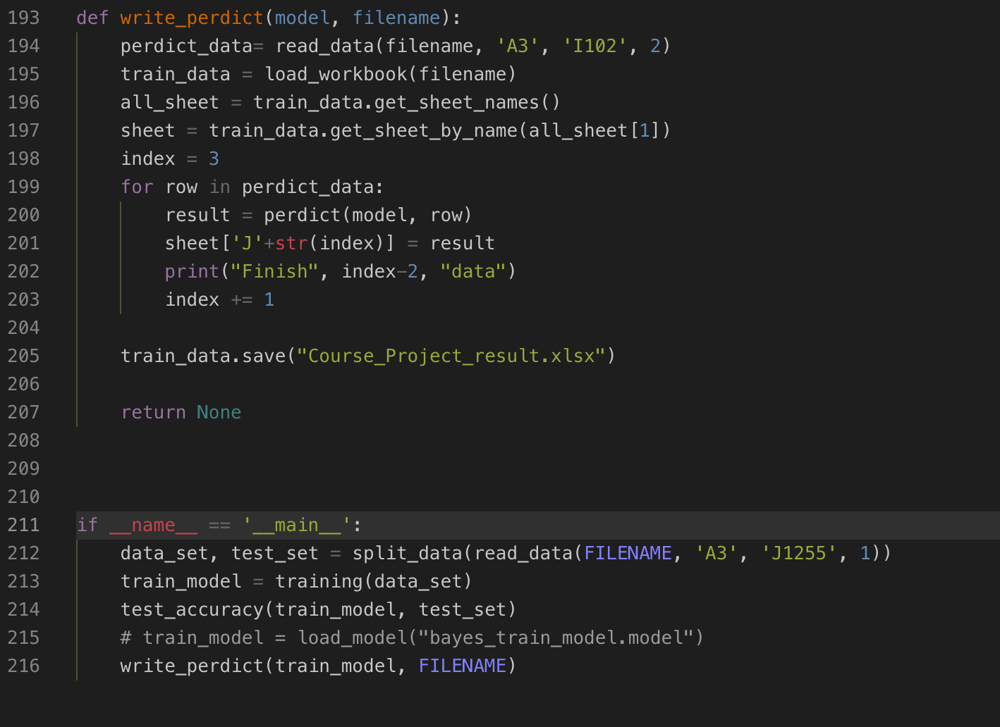 193 def write_perdict(model, filename):
194     perdict_data= read_data(filename, 'A3', 'I102', 2)
195     train_data = load_workbook(filename)
196     all_sheet = train_data.get_sheet_names()
197     sheet = train_data.get_sheet_by_name(all_sheet[1])
198     index = 3
199     for row in perdict_data:
200         result = perdict(model, row)
201         sheet['J'+str(index)] = result
202         print("Finish", index-2, "data")
203         index += 1
204
205     train_data.save("Course_Project_result.xlsx")
206
207     return None
208
209
210
211 if __name__ == '__main__':
212     data_set, test_set = split_data(read_data(FILENAME, 'A3', 'J1255', 1))
213     train_model = training(data_set)
214     test_accuracy(train_model, test_set)
215     # train_model = load_model("bayes_train_model.model")
216     write_perdict(train_model, FILENAME)